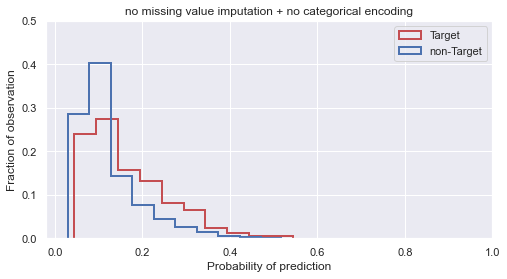 no missing value imputation + no categorical encoding
Target
non-Target
Fraction of observation
0.5
0.4
0.3
0.2
0.1
0.0
0.0
0.2
0.4
0.6
0.8
1.0
Probability of prediction